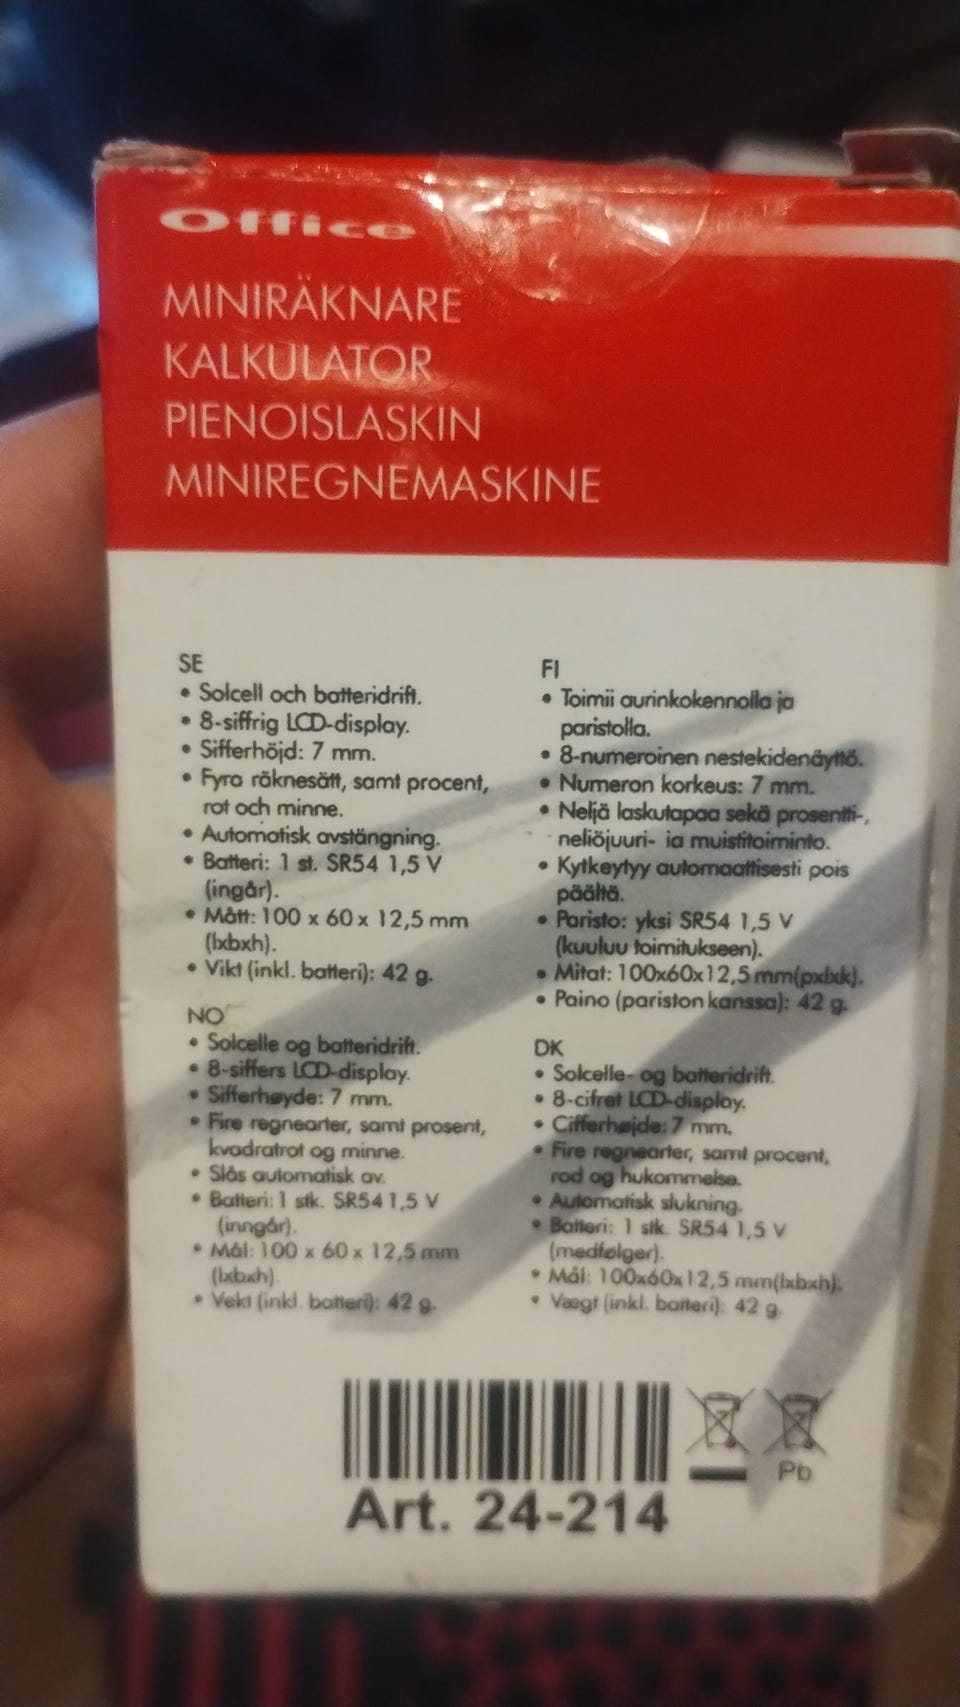 Office
MINIRÄKNARE
KALKULATOR
PIENOISLASKIN
MINIREGNEMASKINE
SE
• Solcell och batteridrift.
• 8-siffrig LCD-display.
• Sifferhöjd: 7 mm.
• Fyra räknesätt, samt procent,
rot och minne.
• Automatisk avstängning.
• Batteri: 1 st. SR54 1,5 V
(ingår).
• Mått: 100 x 60 x 12,5 mm
(lxbxh).
• Vikt (inkl. batteri): 42 g.
FI
• Toimii aurinkokennolla ja
paristolla.
• 8-numeroinen nestekidenäyttö.
• Numeron korkeus: 7 mm.
• Neljä laskutapaa sekä prosentti-,
neliöjuuri- ja muistitoiminto.
• Kytkeytyy automaattisesti pois
päältä.
• Paristo: yksi SR54 1,5 V
(kuuluu toimitukseen).
• Mitat: 100x60x12,5 mm(pxlxk).
• Paino (pariston kanssa): 42 g.
NO
• Solcelle og batteridrift.
• 8-siffers LCD-display.
• Sifferhøyde: 7 mm.
• Fire regnearter, samt prosent,
kvadratrot og minne.
• Slås automatisk av.
• Batteri: 1 stk. SR54 1,5 V
(inngår).
• Mål: 100 x 60 x 12,5 mm
(lxbxh)
• Vekt (inkl. batteri): 42 g.
DK
• Solcelle- og batteridrift.
• 8-cifret LCD-display.
• Cifferhøjde: 7 mm.
• Fire regnearter, samt procent,
rod og hukommelse.
• Automatisk slukning.
• Batteri: 1 stk. SR54 1,5 V
(medfølger).
• Mål: 100x60x12,5 mm(lxbxh).
• Vægt (inkl. batteri): 42 g.
Pb
Art. 24-214